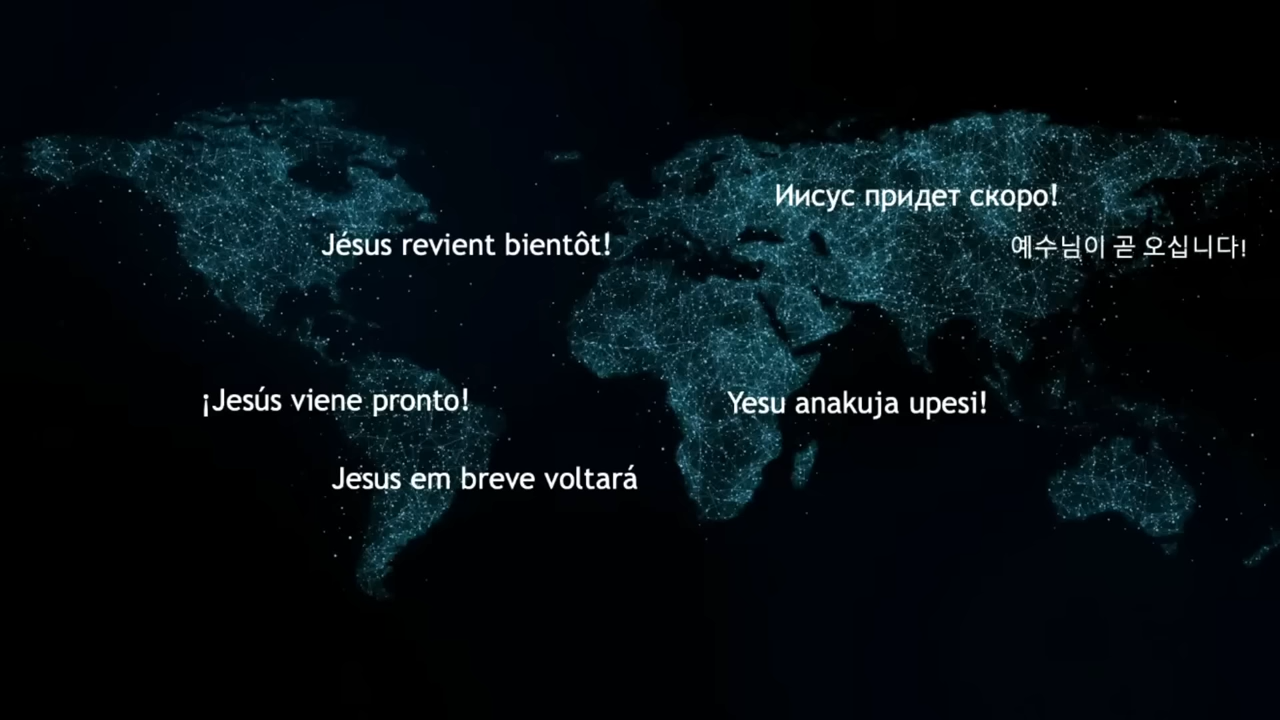 Иисус придет скоро!
Jésus revient bientôt!
예수님이 곧 오십니다!
¡Jesús viene pronto!
Yesu anakuja upesi!
Jesus em breve voltará